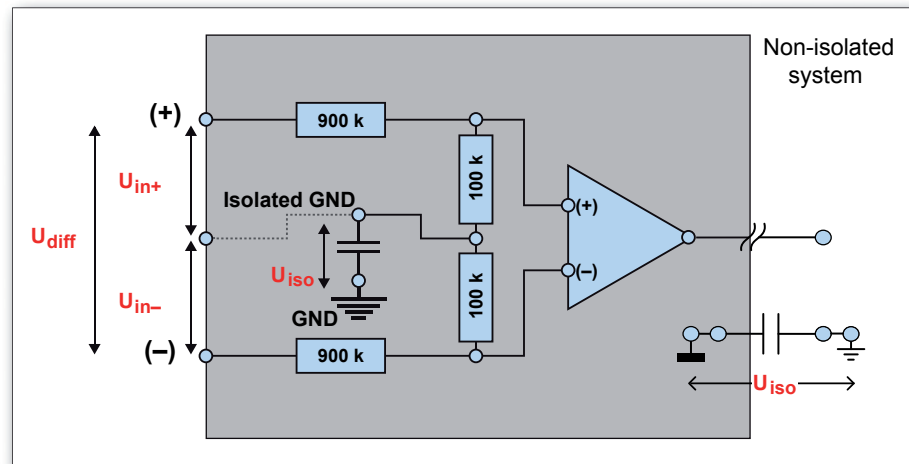 Non-isolated
system
(+)
900 k
100 k
Uin+
Isolated GND
(+)
Udiff
Uiso
(–)
100 k
Uin–
GND
(–)
900 k
Uiso